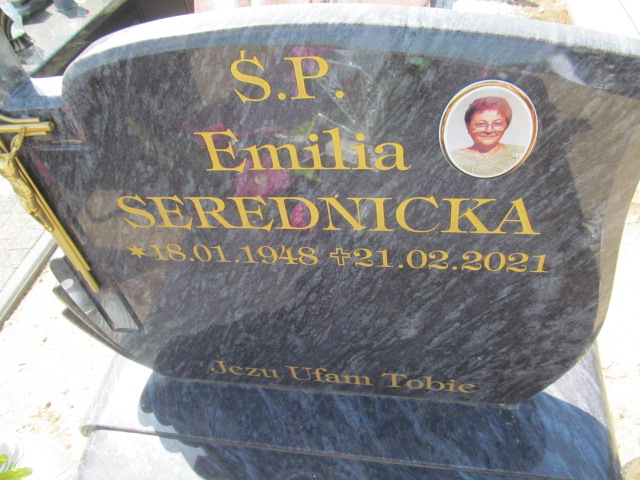 Ś.P.
Emilia
SEREDNICKA
★18.01.1948 ✝21.02.2021
Jezu Ufam Tobie